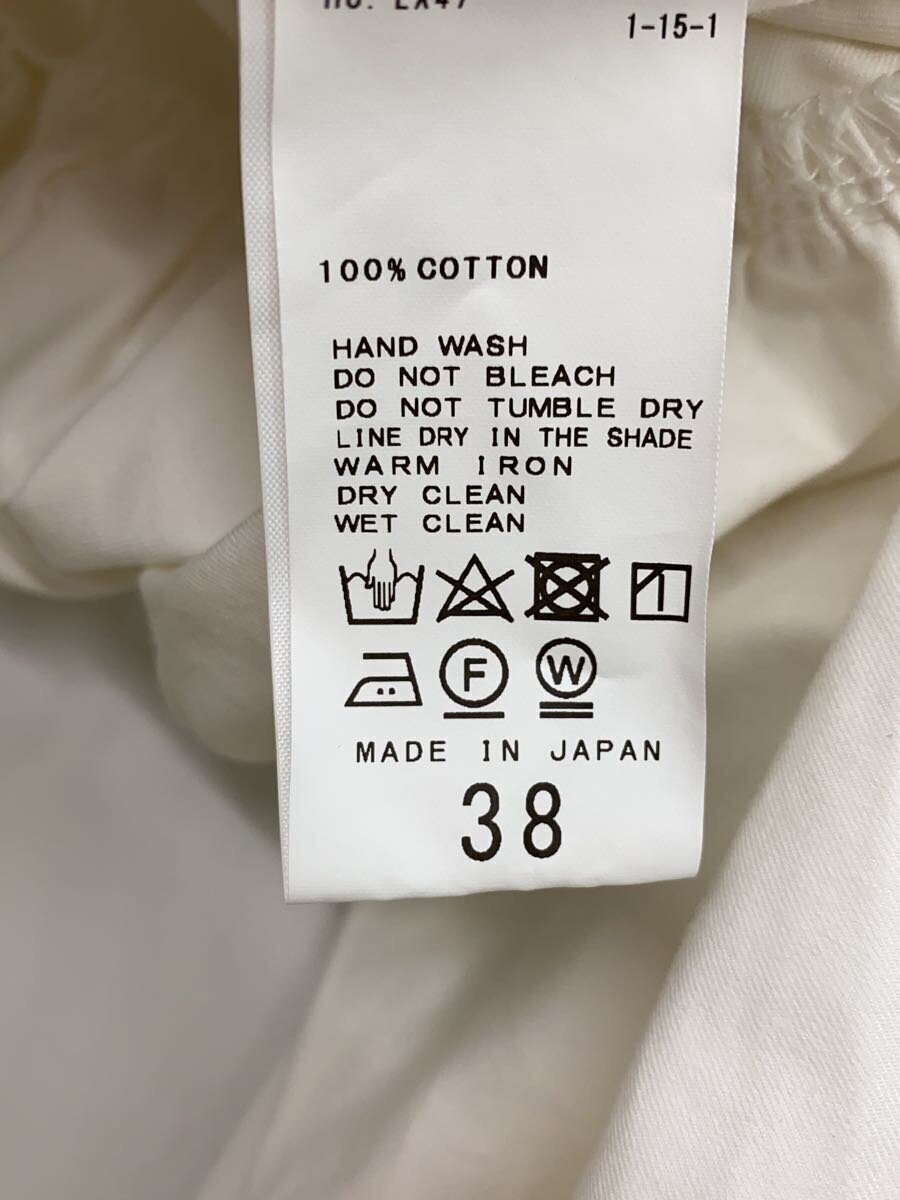 1-15-1
100% COTTON
HAND WASH
DO NOT BLEACH
DO NOT TUMBLE DRY
LINE DRY IN THE SHADE
WARM IRON
DRY CLEAN
WET CLEAN
F
W
MADE IN JAPAN
38